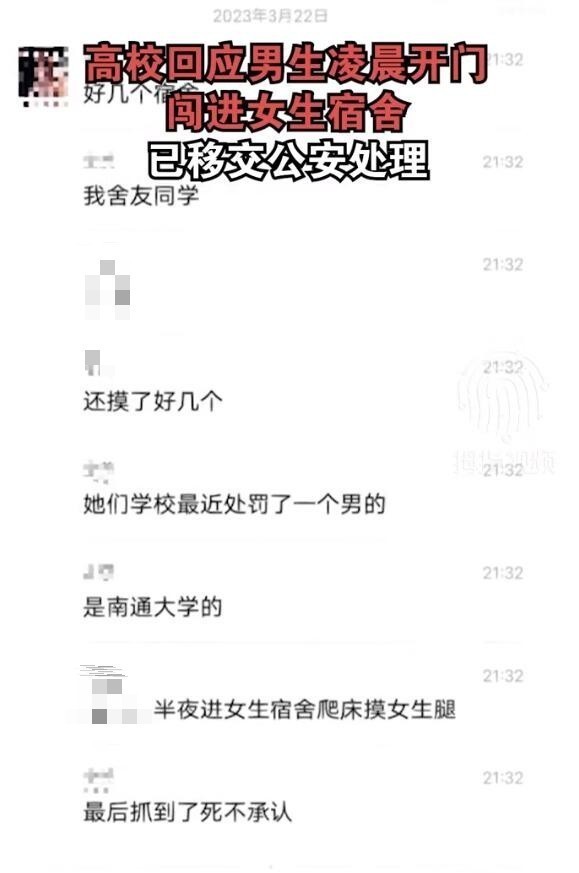 2023年3月22日
高校回应男生凌晨开门
21:32
好几个宿舍
闯进女生宿舍
已移交公安处理
21:32
我舍友同学
21:32
21:32
还摸了好几个
21:32
她们学校最近处罚了一个男的
21:32
是南通大学的
21:32
半夜进女生宿舍爬床摸女生腿
21:32
最后抓到了死不承认